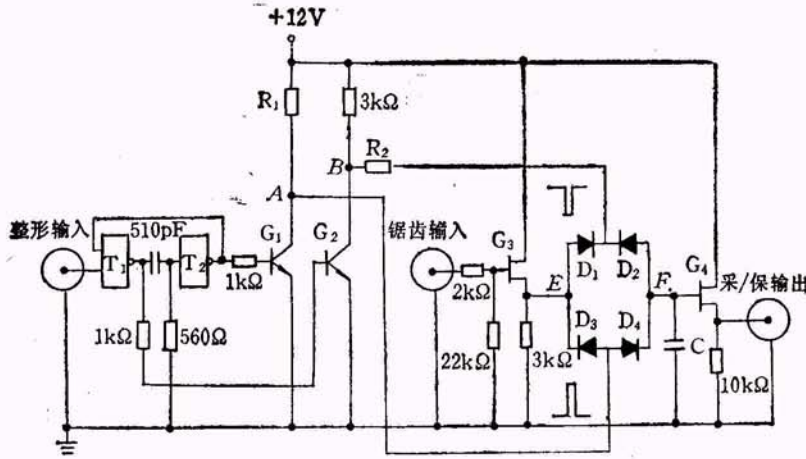 +12V
R₁
3kΩ
R₂
B
A
整形输入
510pF
G₁
G₂
锯齿输入
G₃
D₁
D₂
G₄
采/保输出
T₁
T₂
1kΩ
2kΩ
E
F
D₃
D₄
1kΩ
560Ω
22kΩ
3kΩ
C
10kΩ